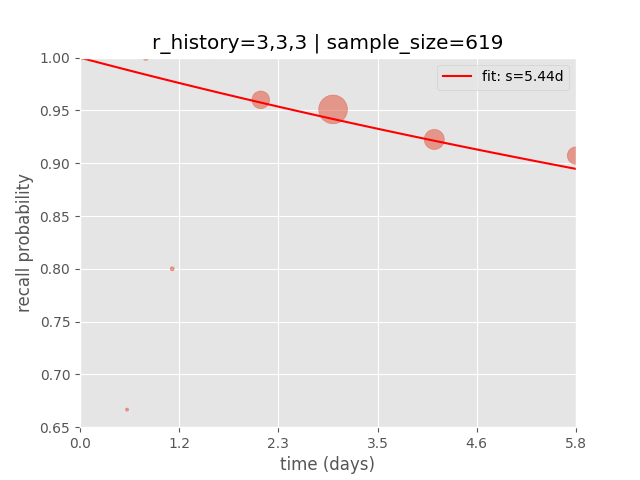 r_history=3,3,3 | sample_size=619
fit: s=5.44d
recall probability
1.00
0.95
0.90
0.85
0.80
0.75
0.70
0.65
0.0 1.2 2.3 3.5 4.6 5.8
time (days)